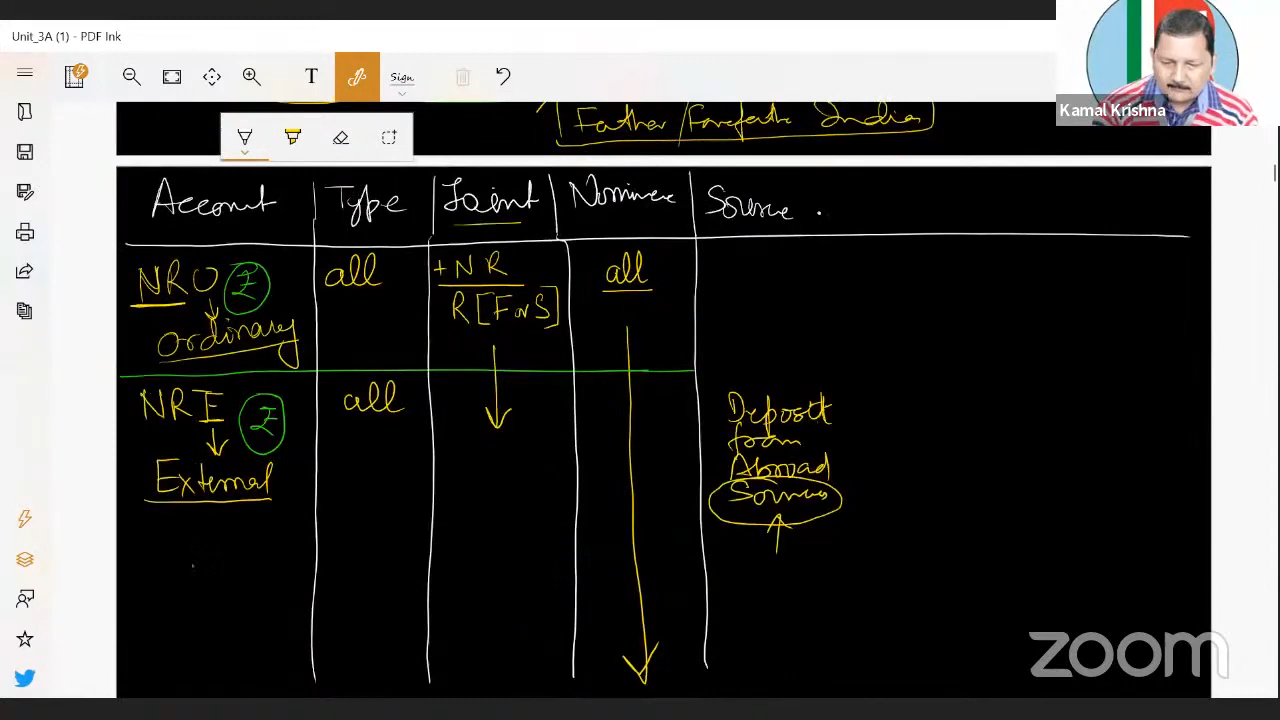 Unit_3A (1) - PDF Ink
T
Sign
Kamal Krishna
Father / Forefathe India
Account Type Joint Nominee Source
NRO ₹ all + NR all
R [F or S]
Ordinary
NRE ₹ all
External
Deposit
from
Abroad
Sources
zoom